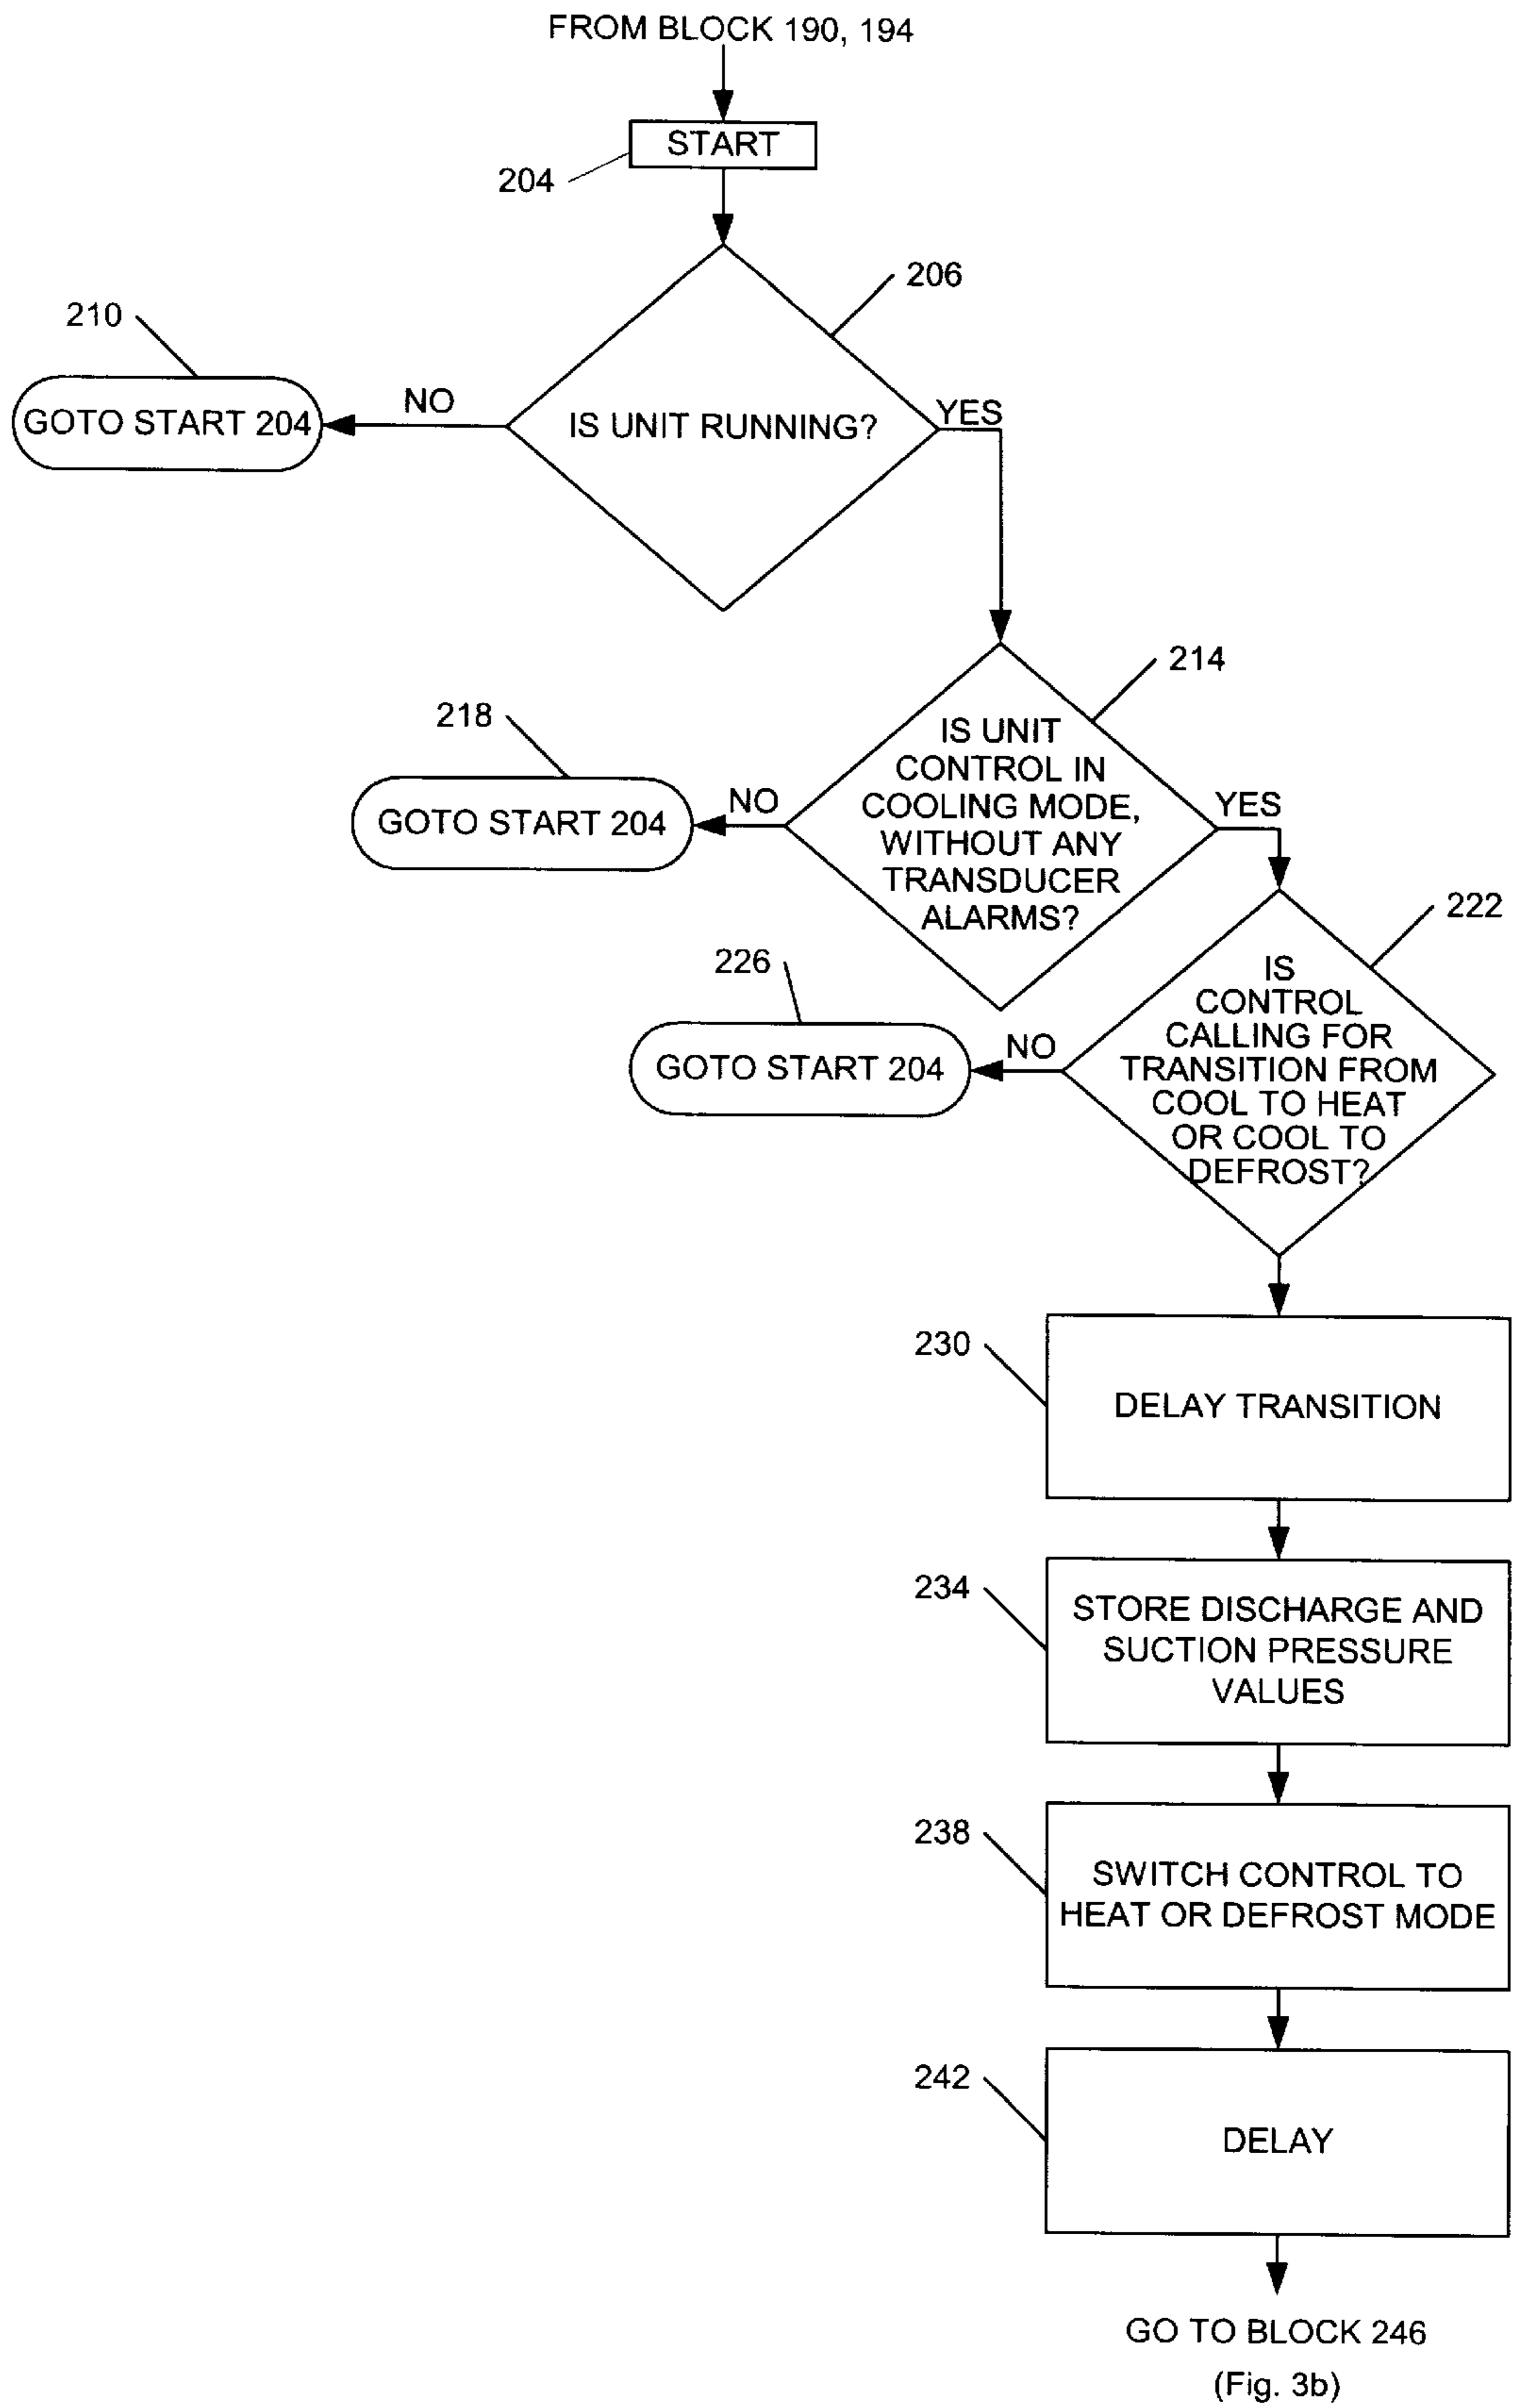 FROM BLOCK 190, 194
START
204
206
210
GOTO START 204
NO
IS UNIT RUNNING?
YES
214
218
GOTO START 204
NO
IS UNIT
CONTROL IN
COOLING MODE,
WITHOUT ANY
TRANSDUCER
ALARMS?
YES
222
226
GOTO START 204
NO
IS
CONTROL
CALLING FOR
TRANSITION FROM
COOL TO HEAT
OR COOL TO
DEFROST?
230
DELAY TRANSITION
234
STORE DISCHARGE AND
SUCTION PRESSURE
VALUES
238
SWITCH CONTROL TO
HEAT OR DEFROST MODE
242
DELAY
GO TO BLOCK 246
(Fig. 3b)